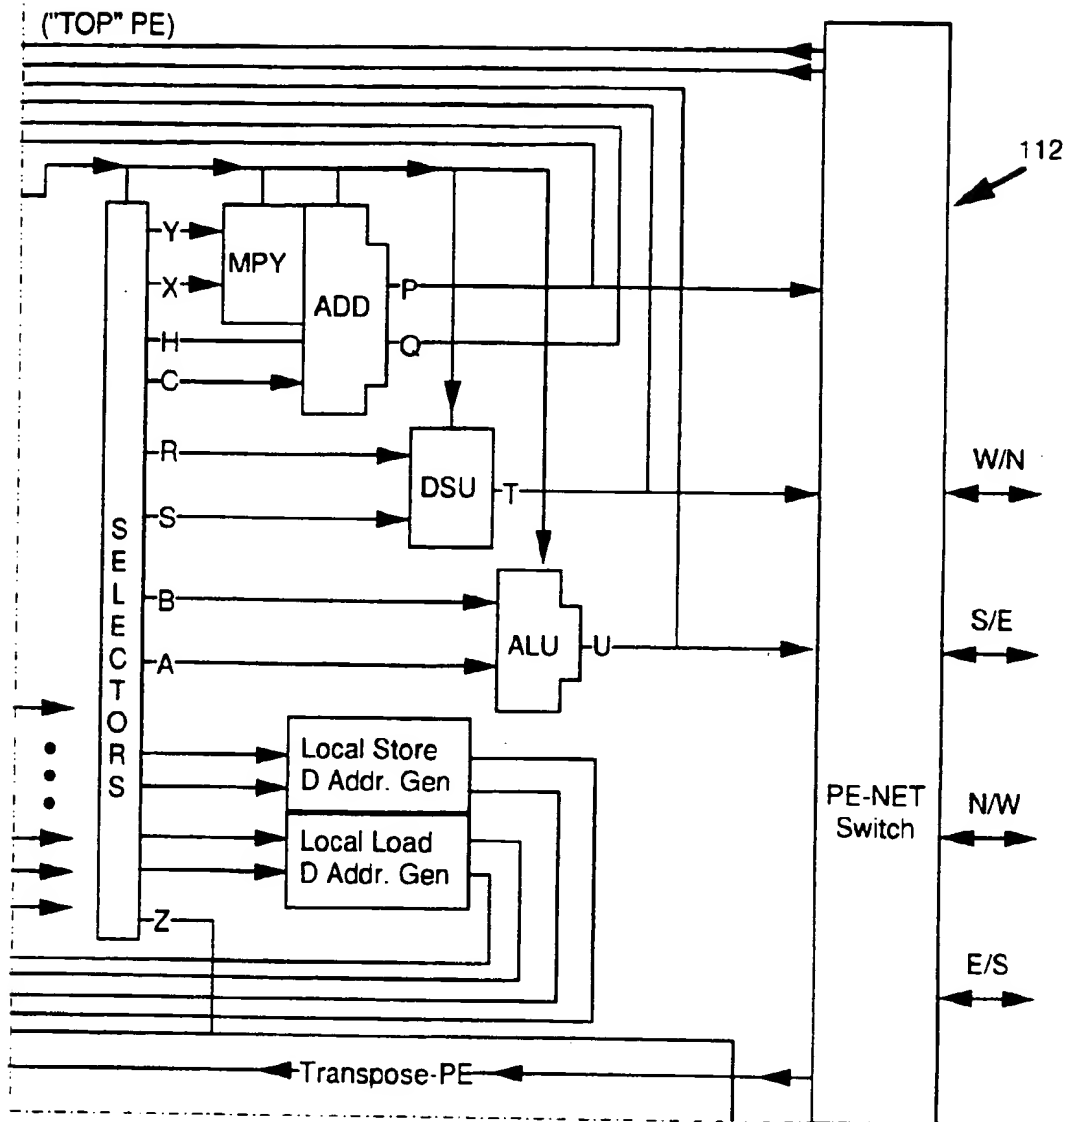 ("TOP" PE)
112
Y
MPY
X
ADD
P
H
Q
C
R
DSU
T
S
W/N
SELECTORS
B
ALU
U
S/E
A
Local Store
D Addr. Gen
PE-NET
Switch
N/W
Local Load
D Addr. Gen
Z
E/S
Transpose-PE